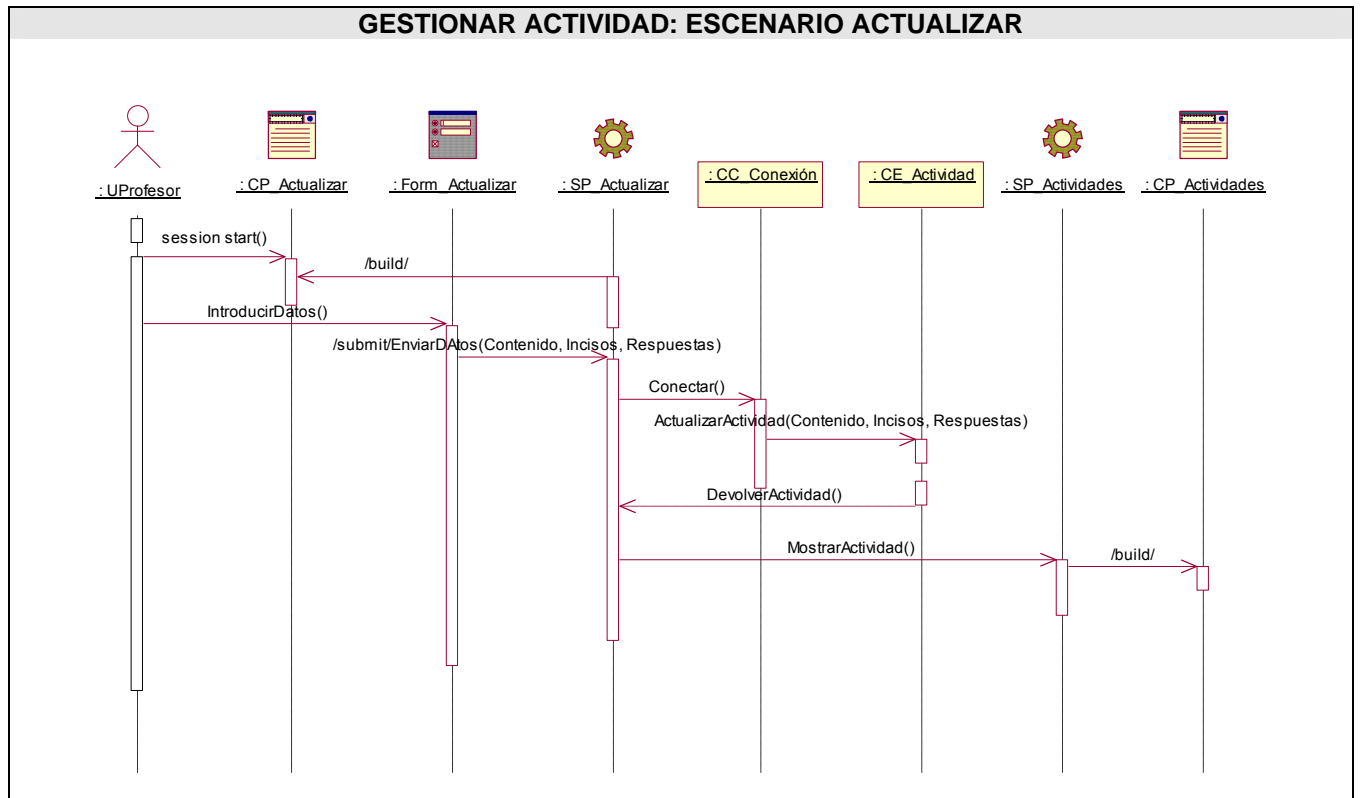 GESTIONAR ACTIVIDAD: ESCENARIO ACTUALIZAR
: UProfesor
: CP_Actualizar
: Form_Actualizar
: SP_Actualizar
: CC_Conexión
: CE_Actividad
: SP_Actividades
: CP_Actividades
session start()
/build/
IntroducirDatos()
/submit/EnviarDAtos(Contenido, Incisos, Respuestas)
Conectar()
ActualizarActividad(Contenido, Incisos, Respuestas)
DevolverActividad()
MostrarActividad()
/build/